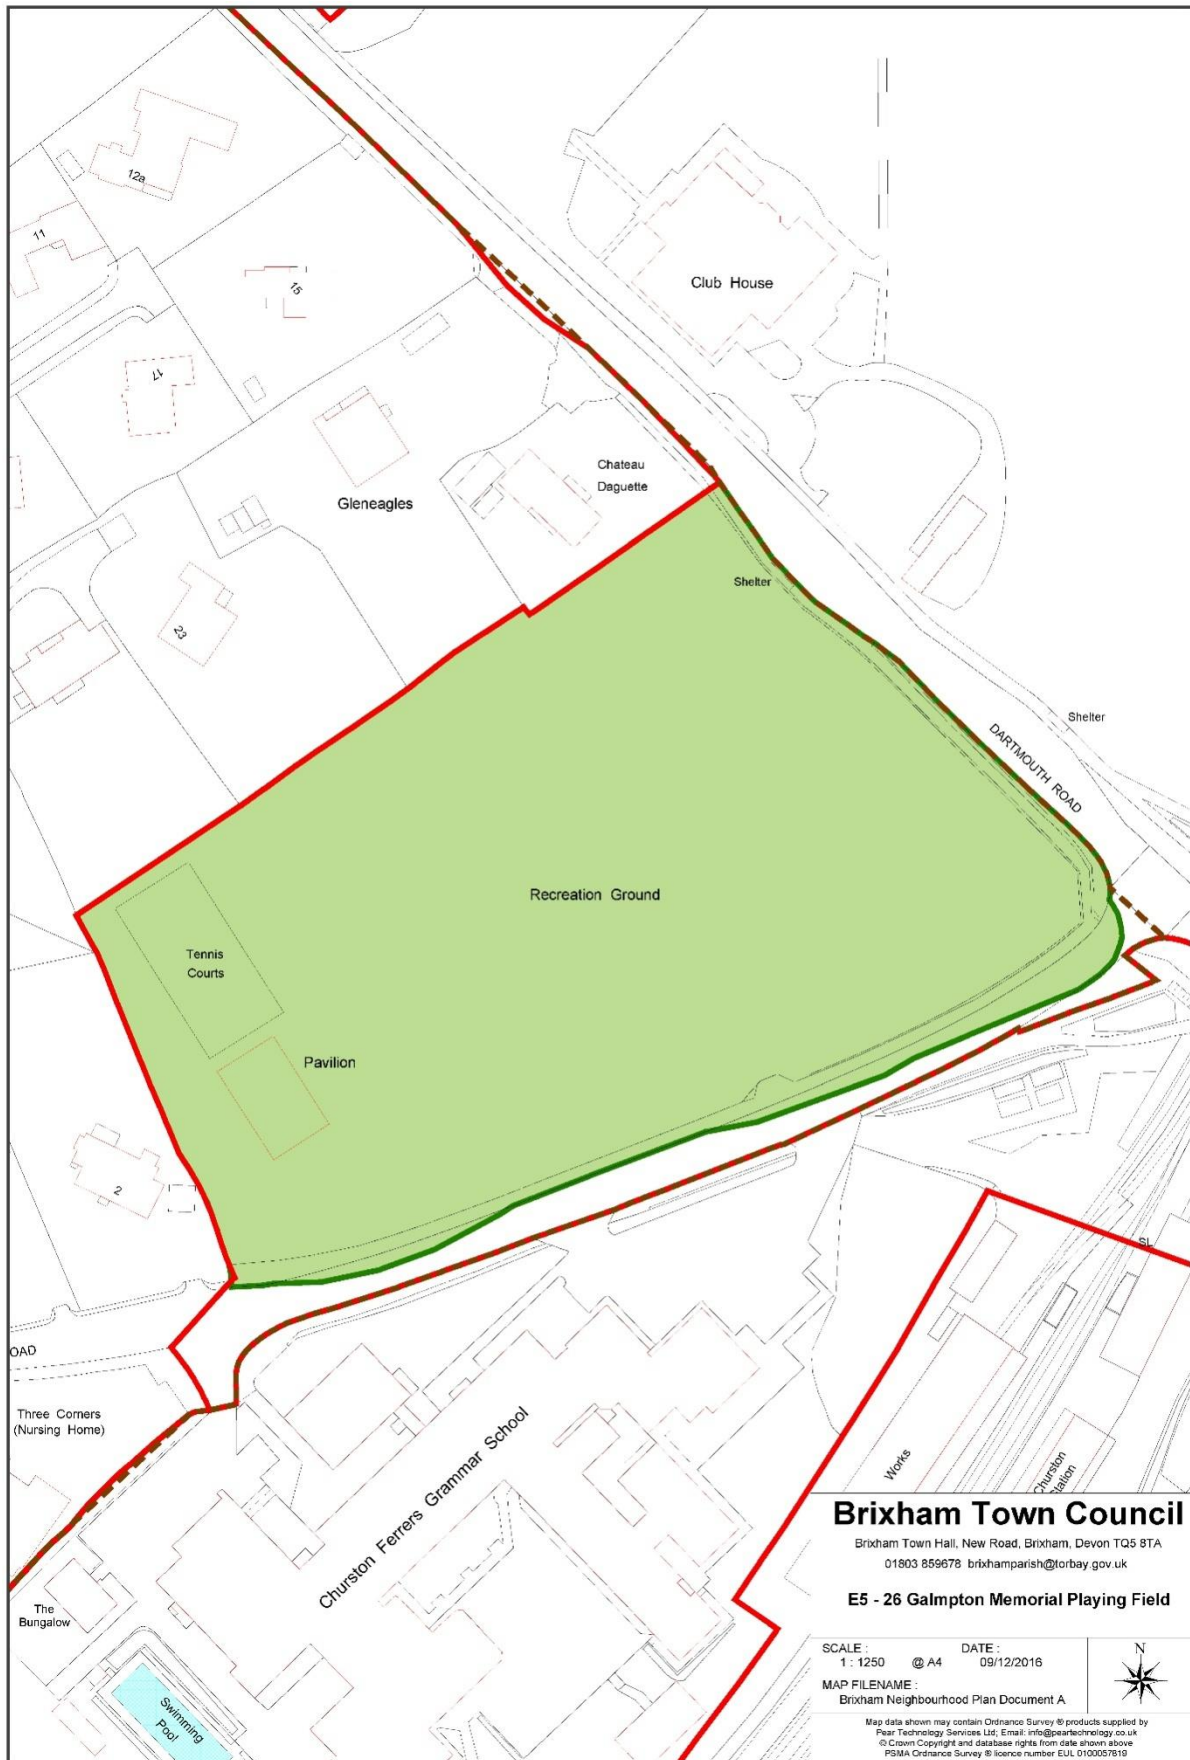 12a
11
15
Club House
17
Chateau
Daguette
Gleneagles
Shelter
23
Shelter
DARTMOUTH ROAD
Recreation Ground
Tennis
Courts
Pavilion
2
SL
OAD
Three Corners
(Nursing Home)
Churston Ferrers Grammar School
Works
Churston
Station
The
Bungalow
Swimming
Pool
Brixham Town Council
Brixham Town Hall, New Road, Brixham, Devon TQ5 8TA
01803 859678 brixhamparish@torbay.gov.uk
E5 - 26 Galmpton Memorial Playing Field
SCALE : DATE :
1 : 1250 @ A4 09/12/2016
N
MAP FILENAME :
Brixham Neighbourhood Plan Document A
Map data shown may contain Ordnance Survey ® products supplied by
Pear Technology Services Ltd; Email: info@peartechnology.co.uk
© Crown Copyright and database rights from date shown above
PSMA Ordnance Survey ® licence number EUL 0100057819